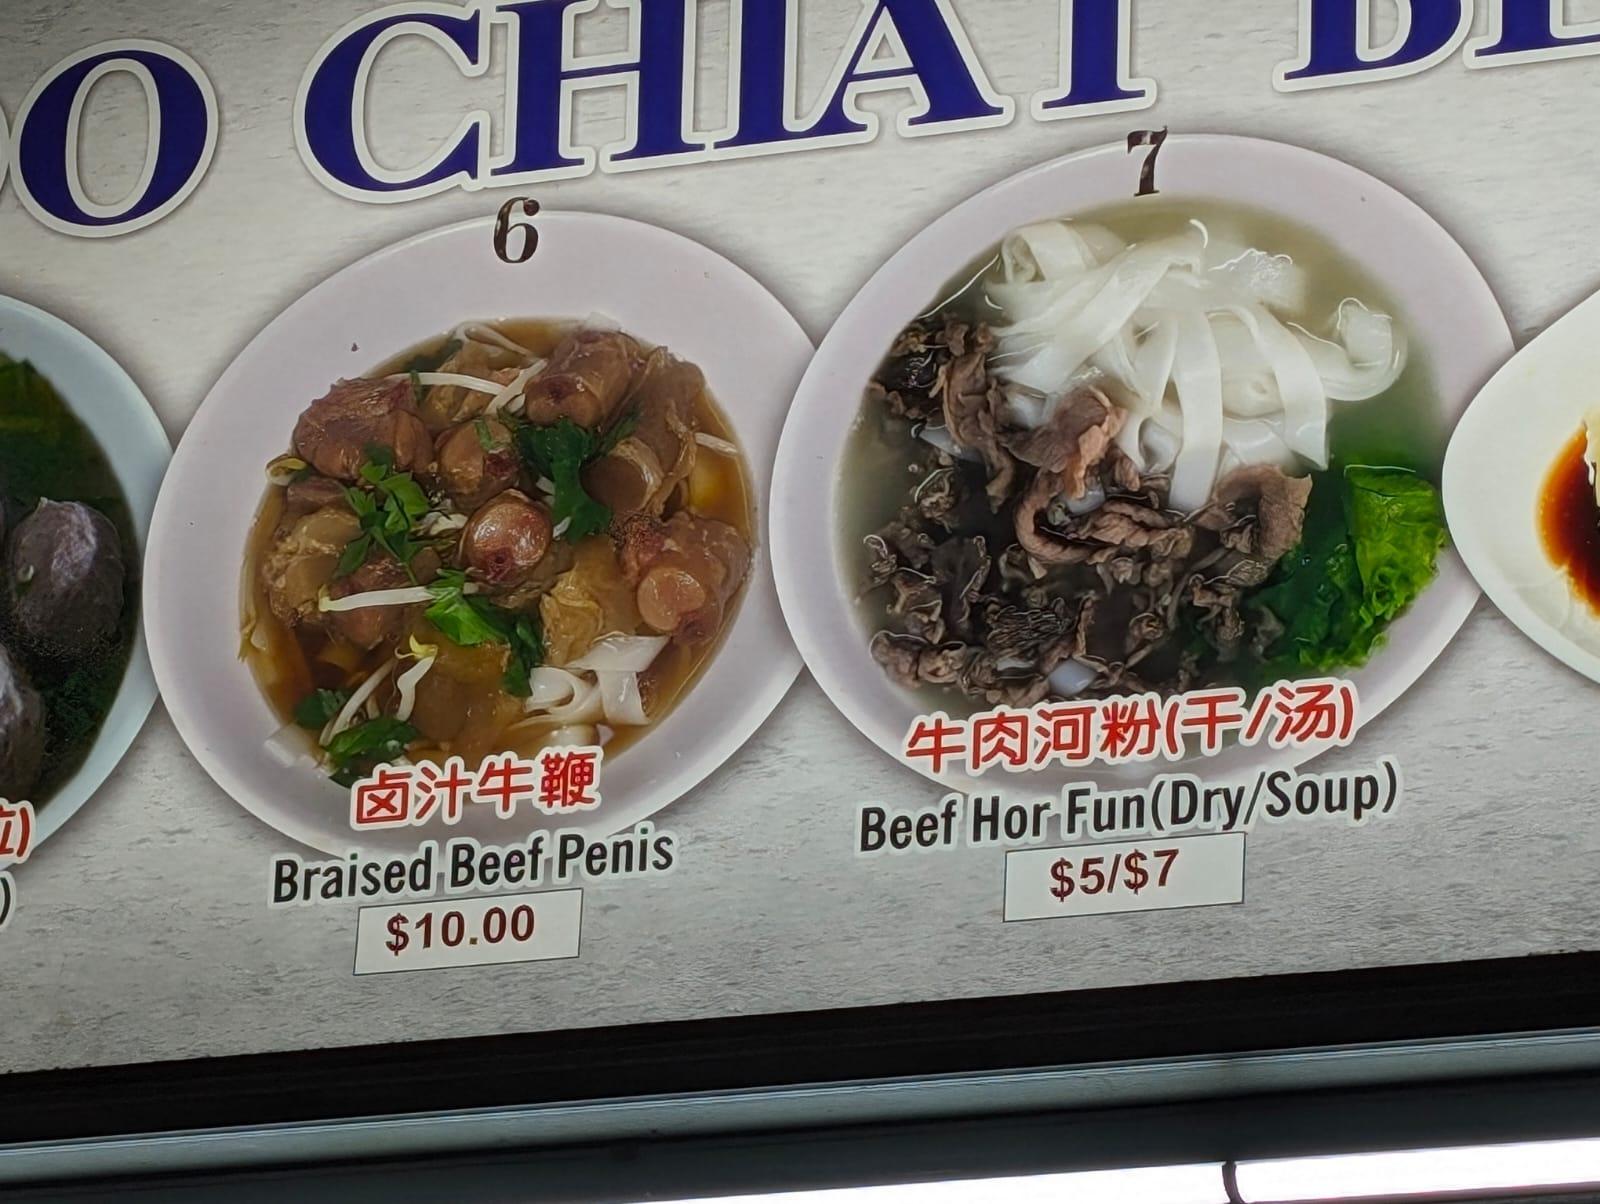 O CHIAT BE
6
7
卤汁牛鞭
Braised Beef Penis
$10.00
牛肉河粉(干/汤)
Beef Hor Fun(Dry/Soup)
$5/$7
)